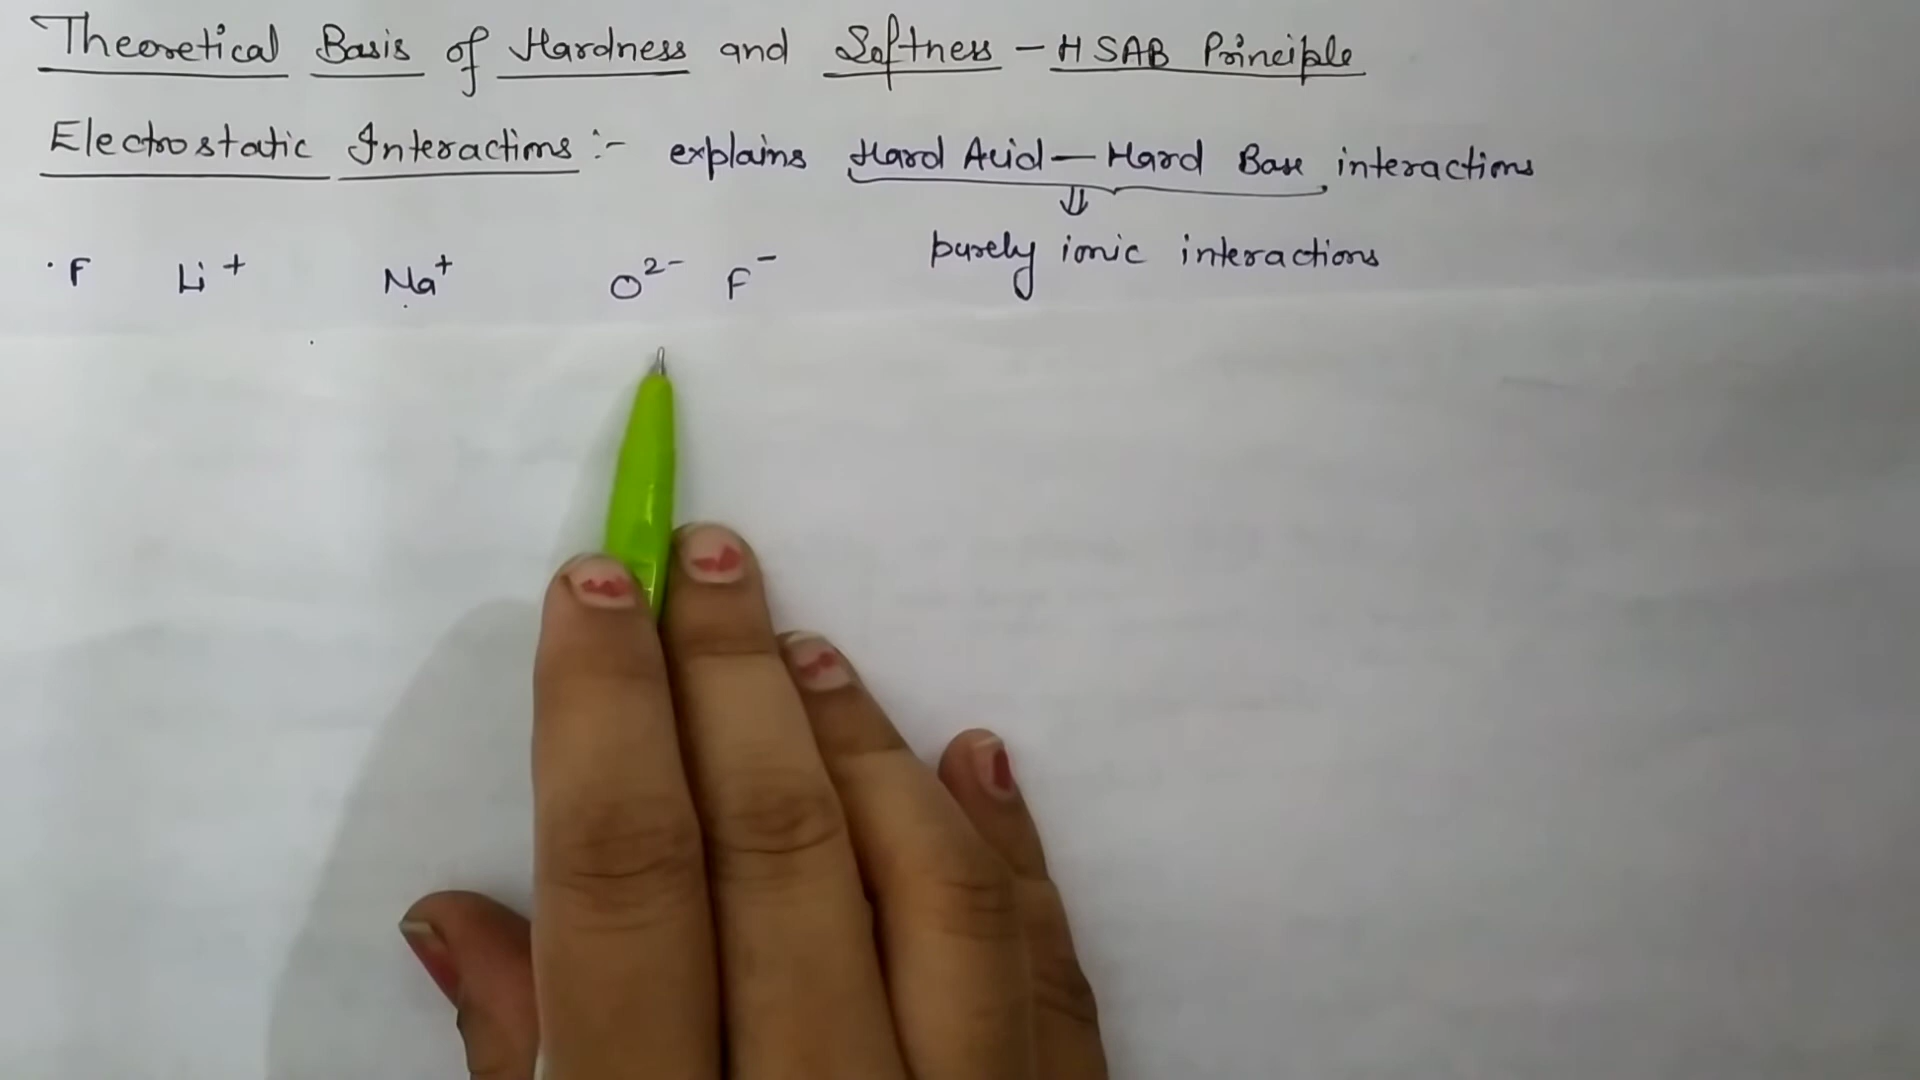 Theoretical Basis of Hardness and Softness - HSAB Principle
Electrostatic Interactions :- explains Hard Acid — Hard Base interactions
⇓
purely ionic interactions
·F Li⁺ Na⁺ O²⁻ F⁻